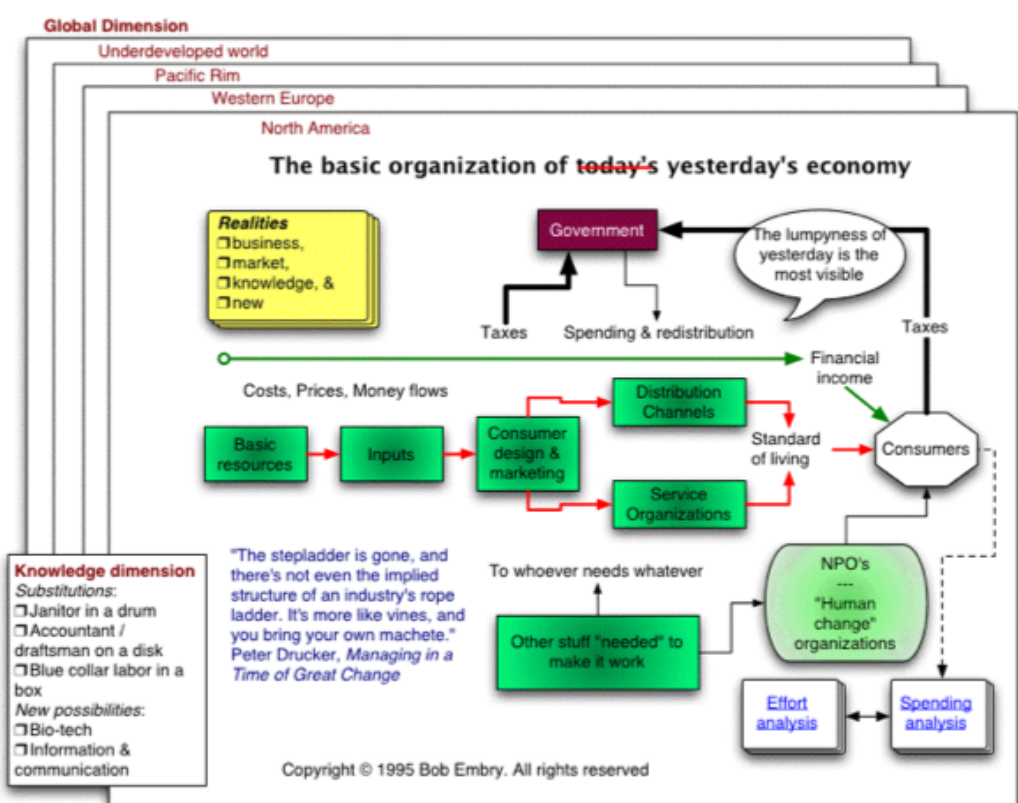 Global Dimension
Underdeveloped world
Pacific Rim
Western Europe
North America
The basic organization of today's yesterday's economy
Realities
❒business,
❒market,
❒knowledge, &
❒new
Government
The lumpyness of
yesterday is the
most visible
Taxes
Spending & redistribution
Taxes
Financial
income
Costs, Prices, Money flows
Basic
resources
Inputs
Consumer
design &
marketing
Distribution
Channels
Service
Organizations
Standard
of living
Consumers
"The stepladder is gone, and
there's not even the implied
structure of an industry's rope
ladder. It's more like vines, and
you bring your own machete."
Peter Drucker, Managing in a
Time of Great Change
To whoever needs whatever
Other stuff "needed" to
make it work
NPO's
---
"Human
change"
organizations
Effort
analysis
Spending
analysis
Knowledge dimension
Substitutions:
❒Janitor in a drum
❒Accountant /
draftsman on a disk
❒Blue collar labor in a
box
New possibilities:
❒Bio-tech
❒Information &
communication
Copyright © 1995 Bob Embry. All rights reserved